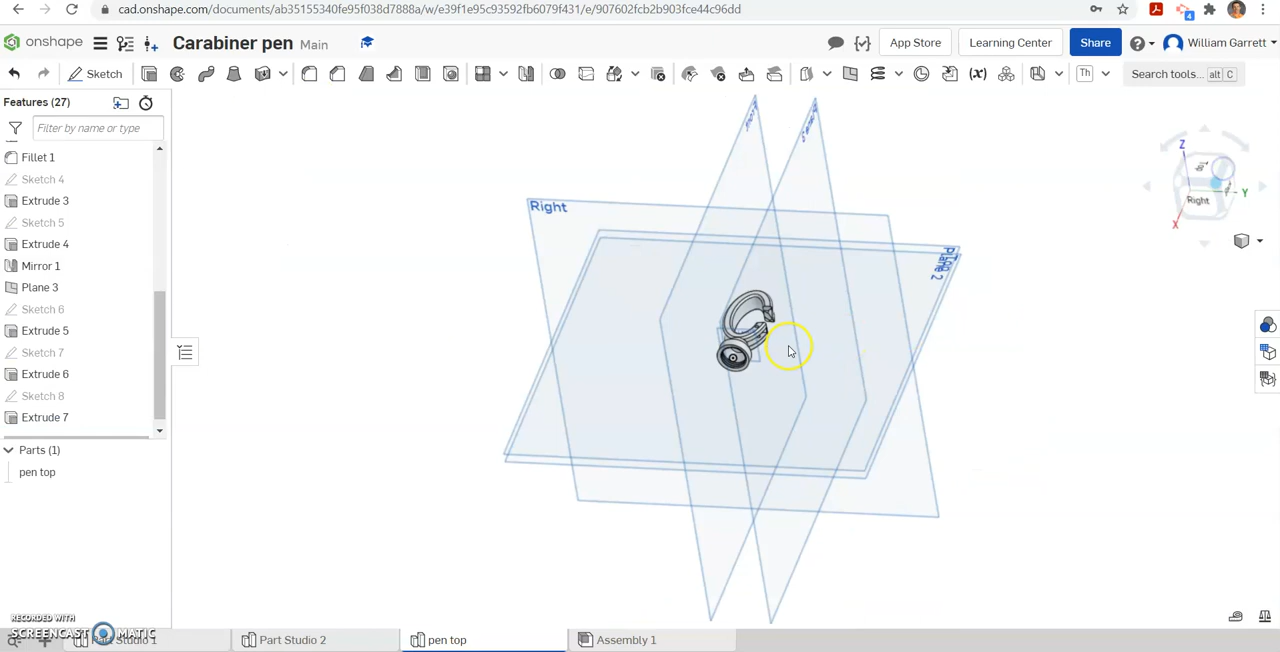 cad.onshape.com/documents/ab35155340fe95f038d7888a/w/e39f1e95c93592fb6079f431/e/907602fcb2b903fce44c96dd
4
onshape
Carabiner pen Main
App Store
Learning Center
Share
William Garrett
Sketch
(x)
Th
Search tools... alt C
Features (27)
Filter by name or type
Fillet 1
Sketch 4
Extrude 3
Sketch 5
Extrude 4
Mirror 1
Plane 3
Sketch 6
Extrude 5
Sketch 7
Extrude 6
Sketch 8
Extrude 7
Parts (1)
pen top
Right
Plane 2
Z
Y
X
Right
RECORDED WITH
SCREENCAST MATIC
Part Studio 1
Part Studio 2
pen top
Assembly 1